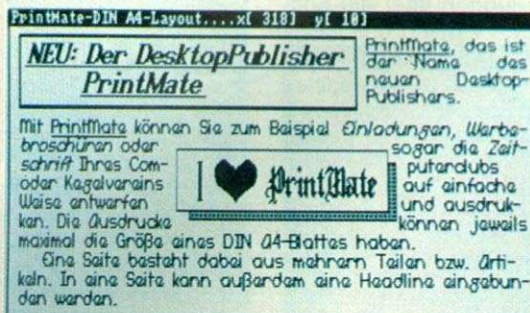 PrintMate-DIN A4-Layout....x[ 318]  y[ 10]
NEU: Der DesktopPublisher
PrintMate
PrintMate, das ist
der Name des
neuen Desktop-
Publishers.
Mit PrintMate können Sie zum Beispiel Einladungen, Werbe-
broschüren oder sogar die Zeit-
schrift Ihres Com- puterclubs
oder Kegelvereins auf einfache
Weise entwerfen und ausdruk-
ken. Die Ausdrucke können jeweils
I ♥ PrintMate
maximal die Größe eines DIN A4-Blattes haben.
Eine Seite besteht dabei aus mehrern Teilen bzw. Arti-
keln. In eine Seite kann außerdem eine Headline eingebun-
den werden.